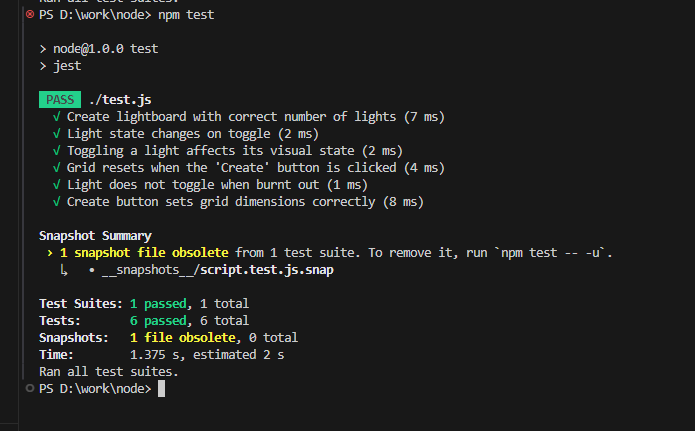 Ran all test suites.
PS D:\work\node> npm test
> node@1.0.0 test
> jest
PASS ./test.js
√ Create lightboard with correct number of lights (7 ms)
√ Light state changes on toggle (2 ms)
√ Toggling a light affects its visual state (2 ms)
√ Grid resets when the 'Create' button is clicked (4 ms)
√ Light does not toggle when burnt out (1 ms)
√ Create button sets grid dimensions correctly (8 ms)
Snapshot Summary
› 1 snapshot file obsolete from 1 test suite. To remove it, run `npm test -- -u`.
↳ • __snapshots__/script.test.js.snap
Test Suites: 1 passed, 1 total
Tests: 6 passed, 6 total
Snapshots: 1 file obsolete, 0 total
Time: 1.375 s, estimated 2 s
Ran all test suites.
PS D:\work\node>